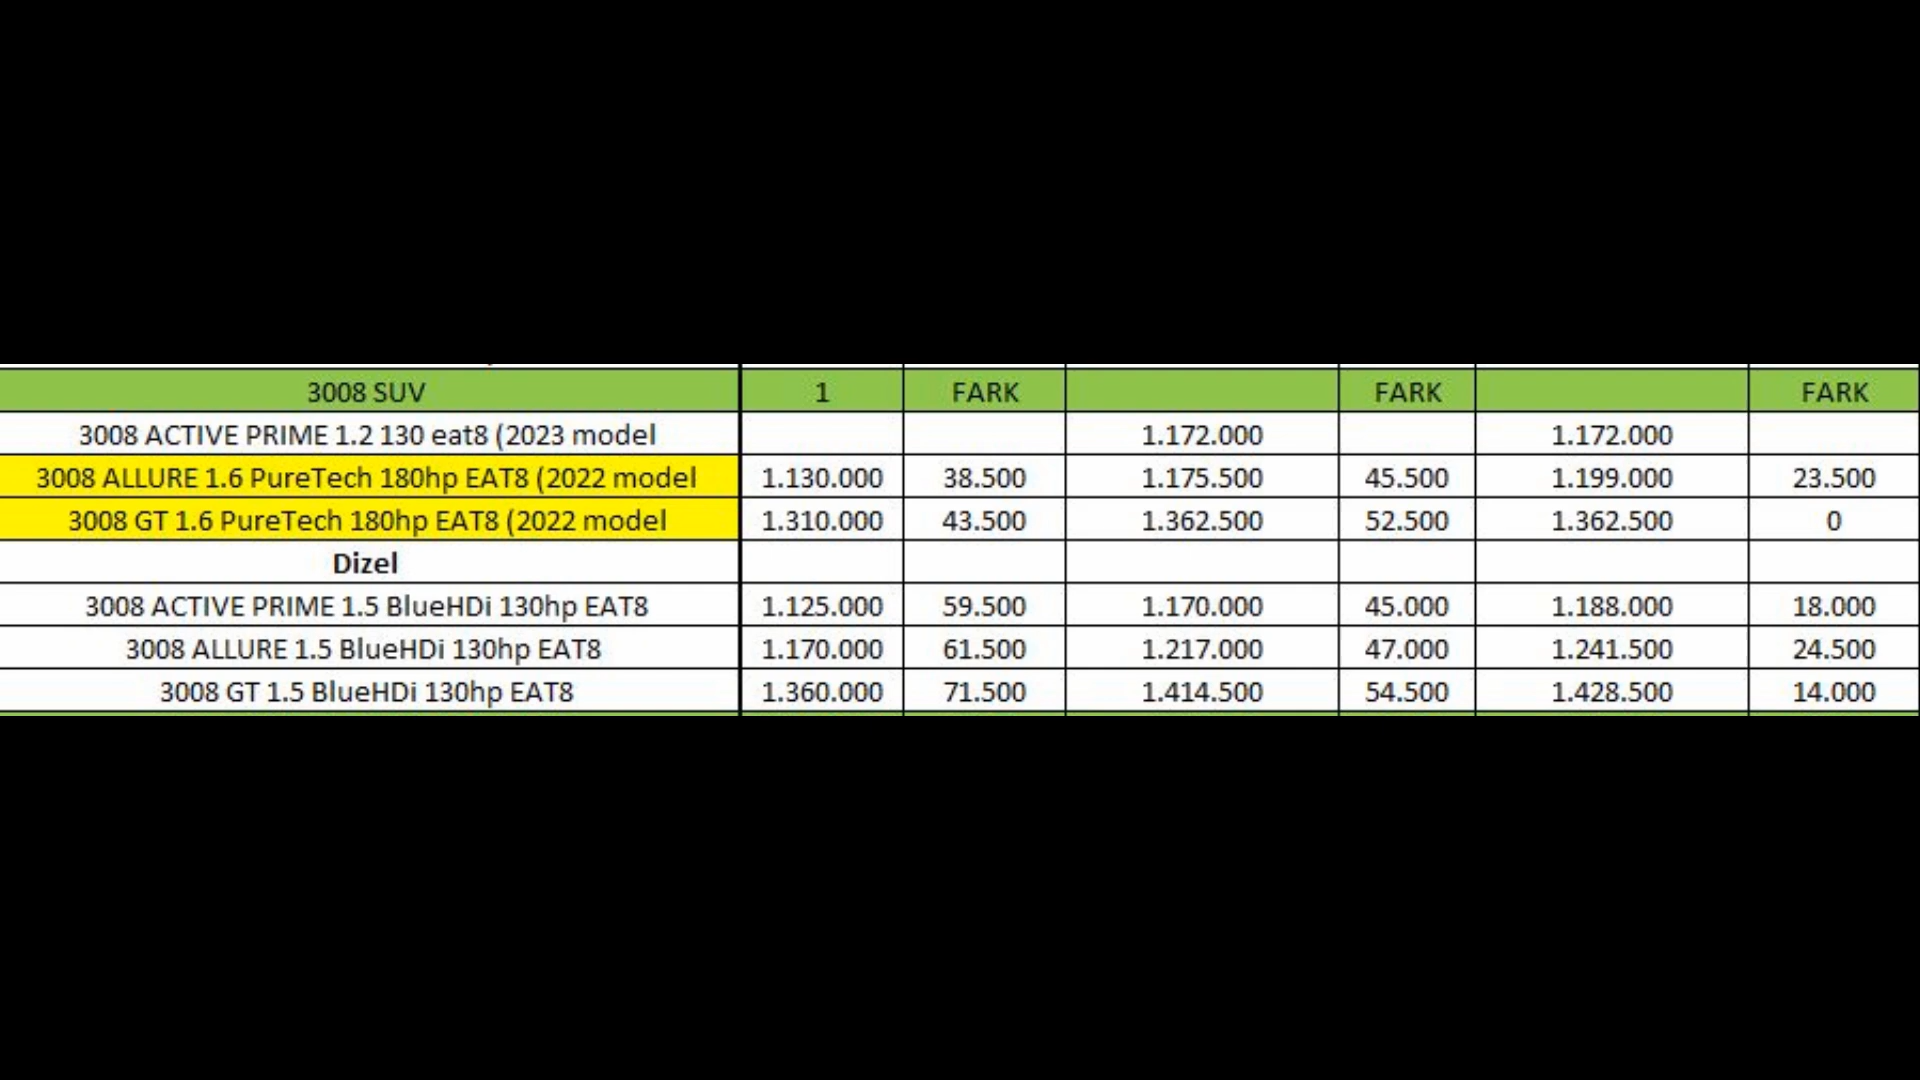 3008 SUV 1 FARK FARK FARK
3008 ACTIVE PRIME 1.2 130 eat8 (2023 model 1.172.000 1.172.000
3008 ALLURE 1.6 PureTech 180hp EAT8 (2022 model 1.130.000 38.500 1.175.500 45.500 1.199.000 23.500
3008 GT 1.6 PureTech 180hp EAT8 (2022 model 1.310.000 43.500 1.362.500 52.500 1.362.500 0
Dizel
3008 ACTIVE PRIME 1.5 BlueHDi 130hp EAT8 1.125.000 59.500 1.170.000 45.000 1.188.000 18.000
3008 ALLURE 1.5 BlueHDi 130hp EAT8 1.170.000 61.500 1.217.000 47.000 1.241.500 24.500
3008 GT 1.5 BlueHDi 130hp EAT8 1.360.000 71.500 1.414.500 54.500 1.428.500 14.000